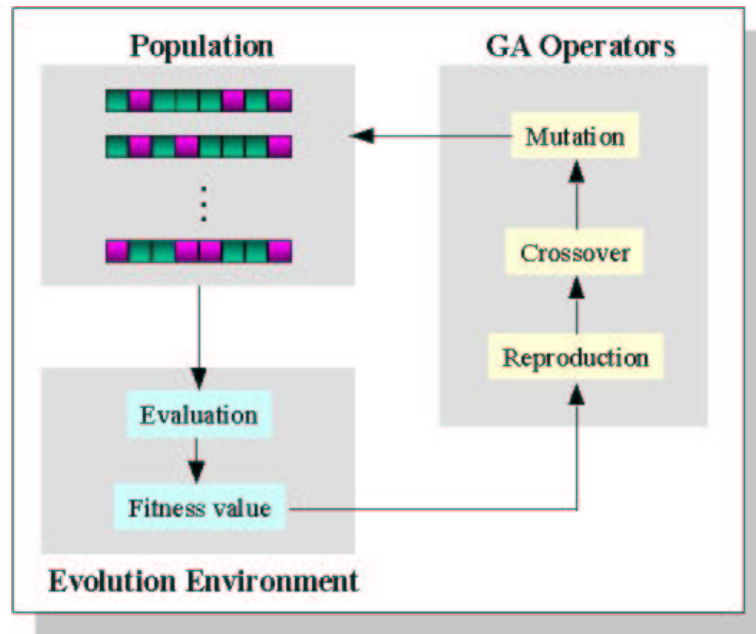 Population
GA Operators
Mutation
Crossover
Reproduction
Evaluation
Fitness value
Evolution Environment